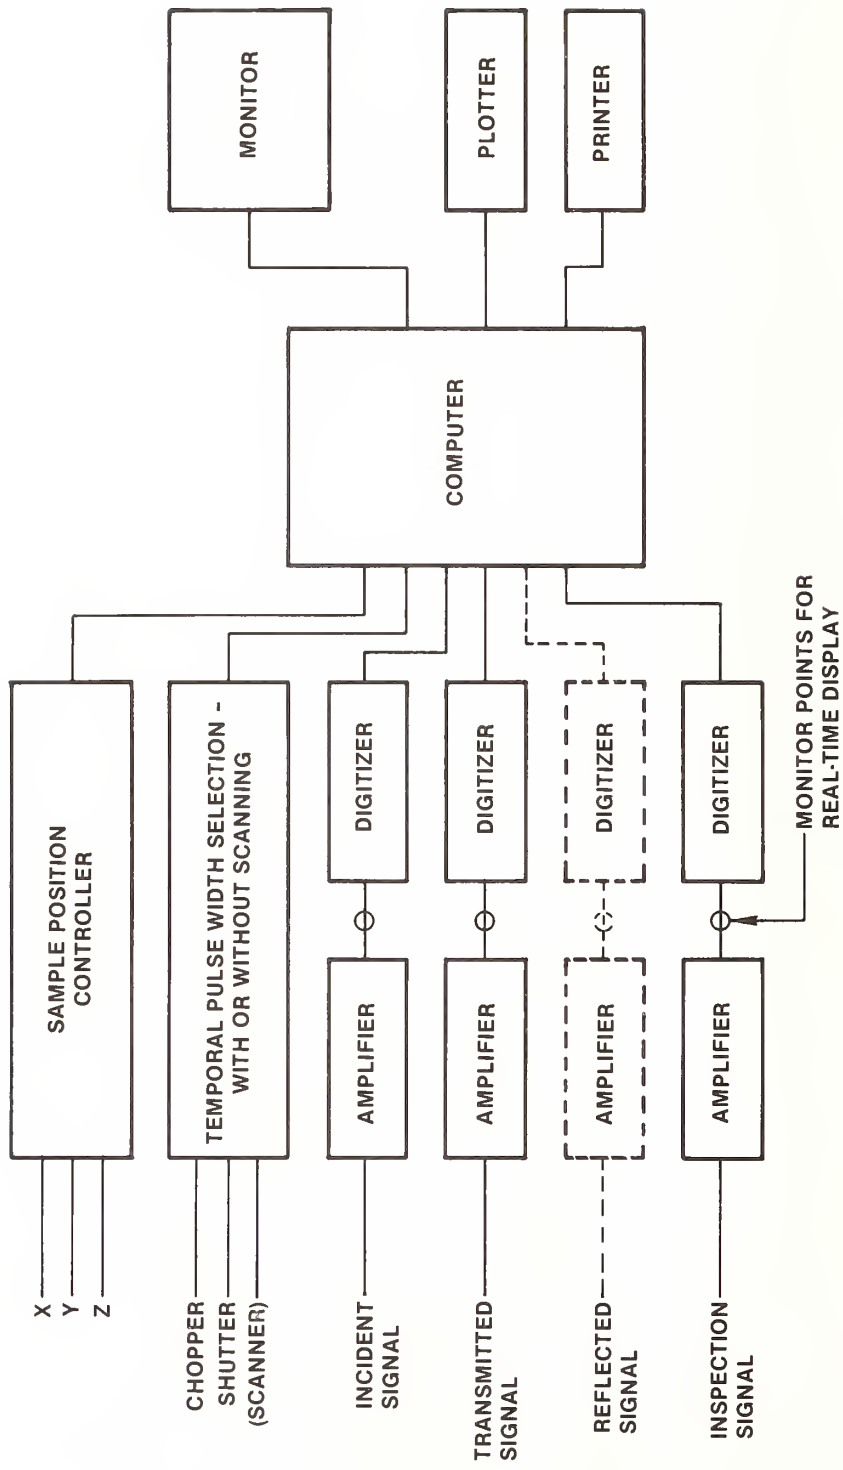 X
Y
Z
SAMPLE POSITION
CONTROLLER
CHOPPER
SHUTTER
(SCANNER)
TEMPORAL PULSE WIDTH SELECTION –
WITH OR WITHOUT SCANNING
INCIDENT
SIGNAL
AMPLIFIER
DIGITIZER
TRANSMITTED
SIGNAL
AMPLIFIER
DIGITIZER
REFLECTED
SIGNAL
AMPLIFIER
DIGITIZER
INSPECTION
SIGNAL
AMPLIFIER
DIGITIZER
MONITOR POINTS FOR
REAL-TIME DISPLAY
COMPUTER
MONITOR
PLOTTER
PRINTER